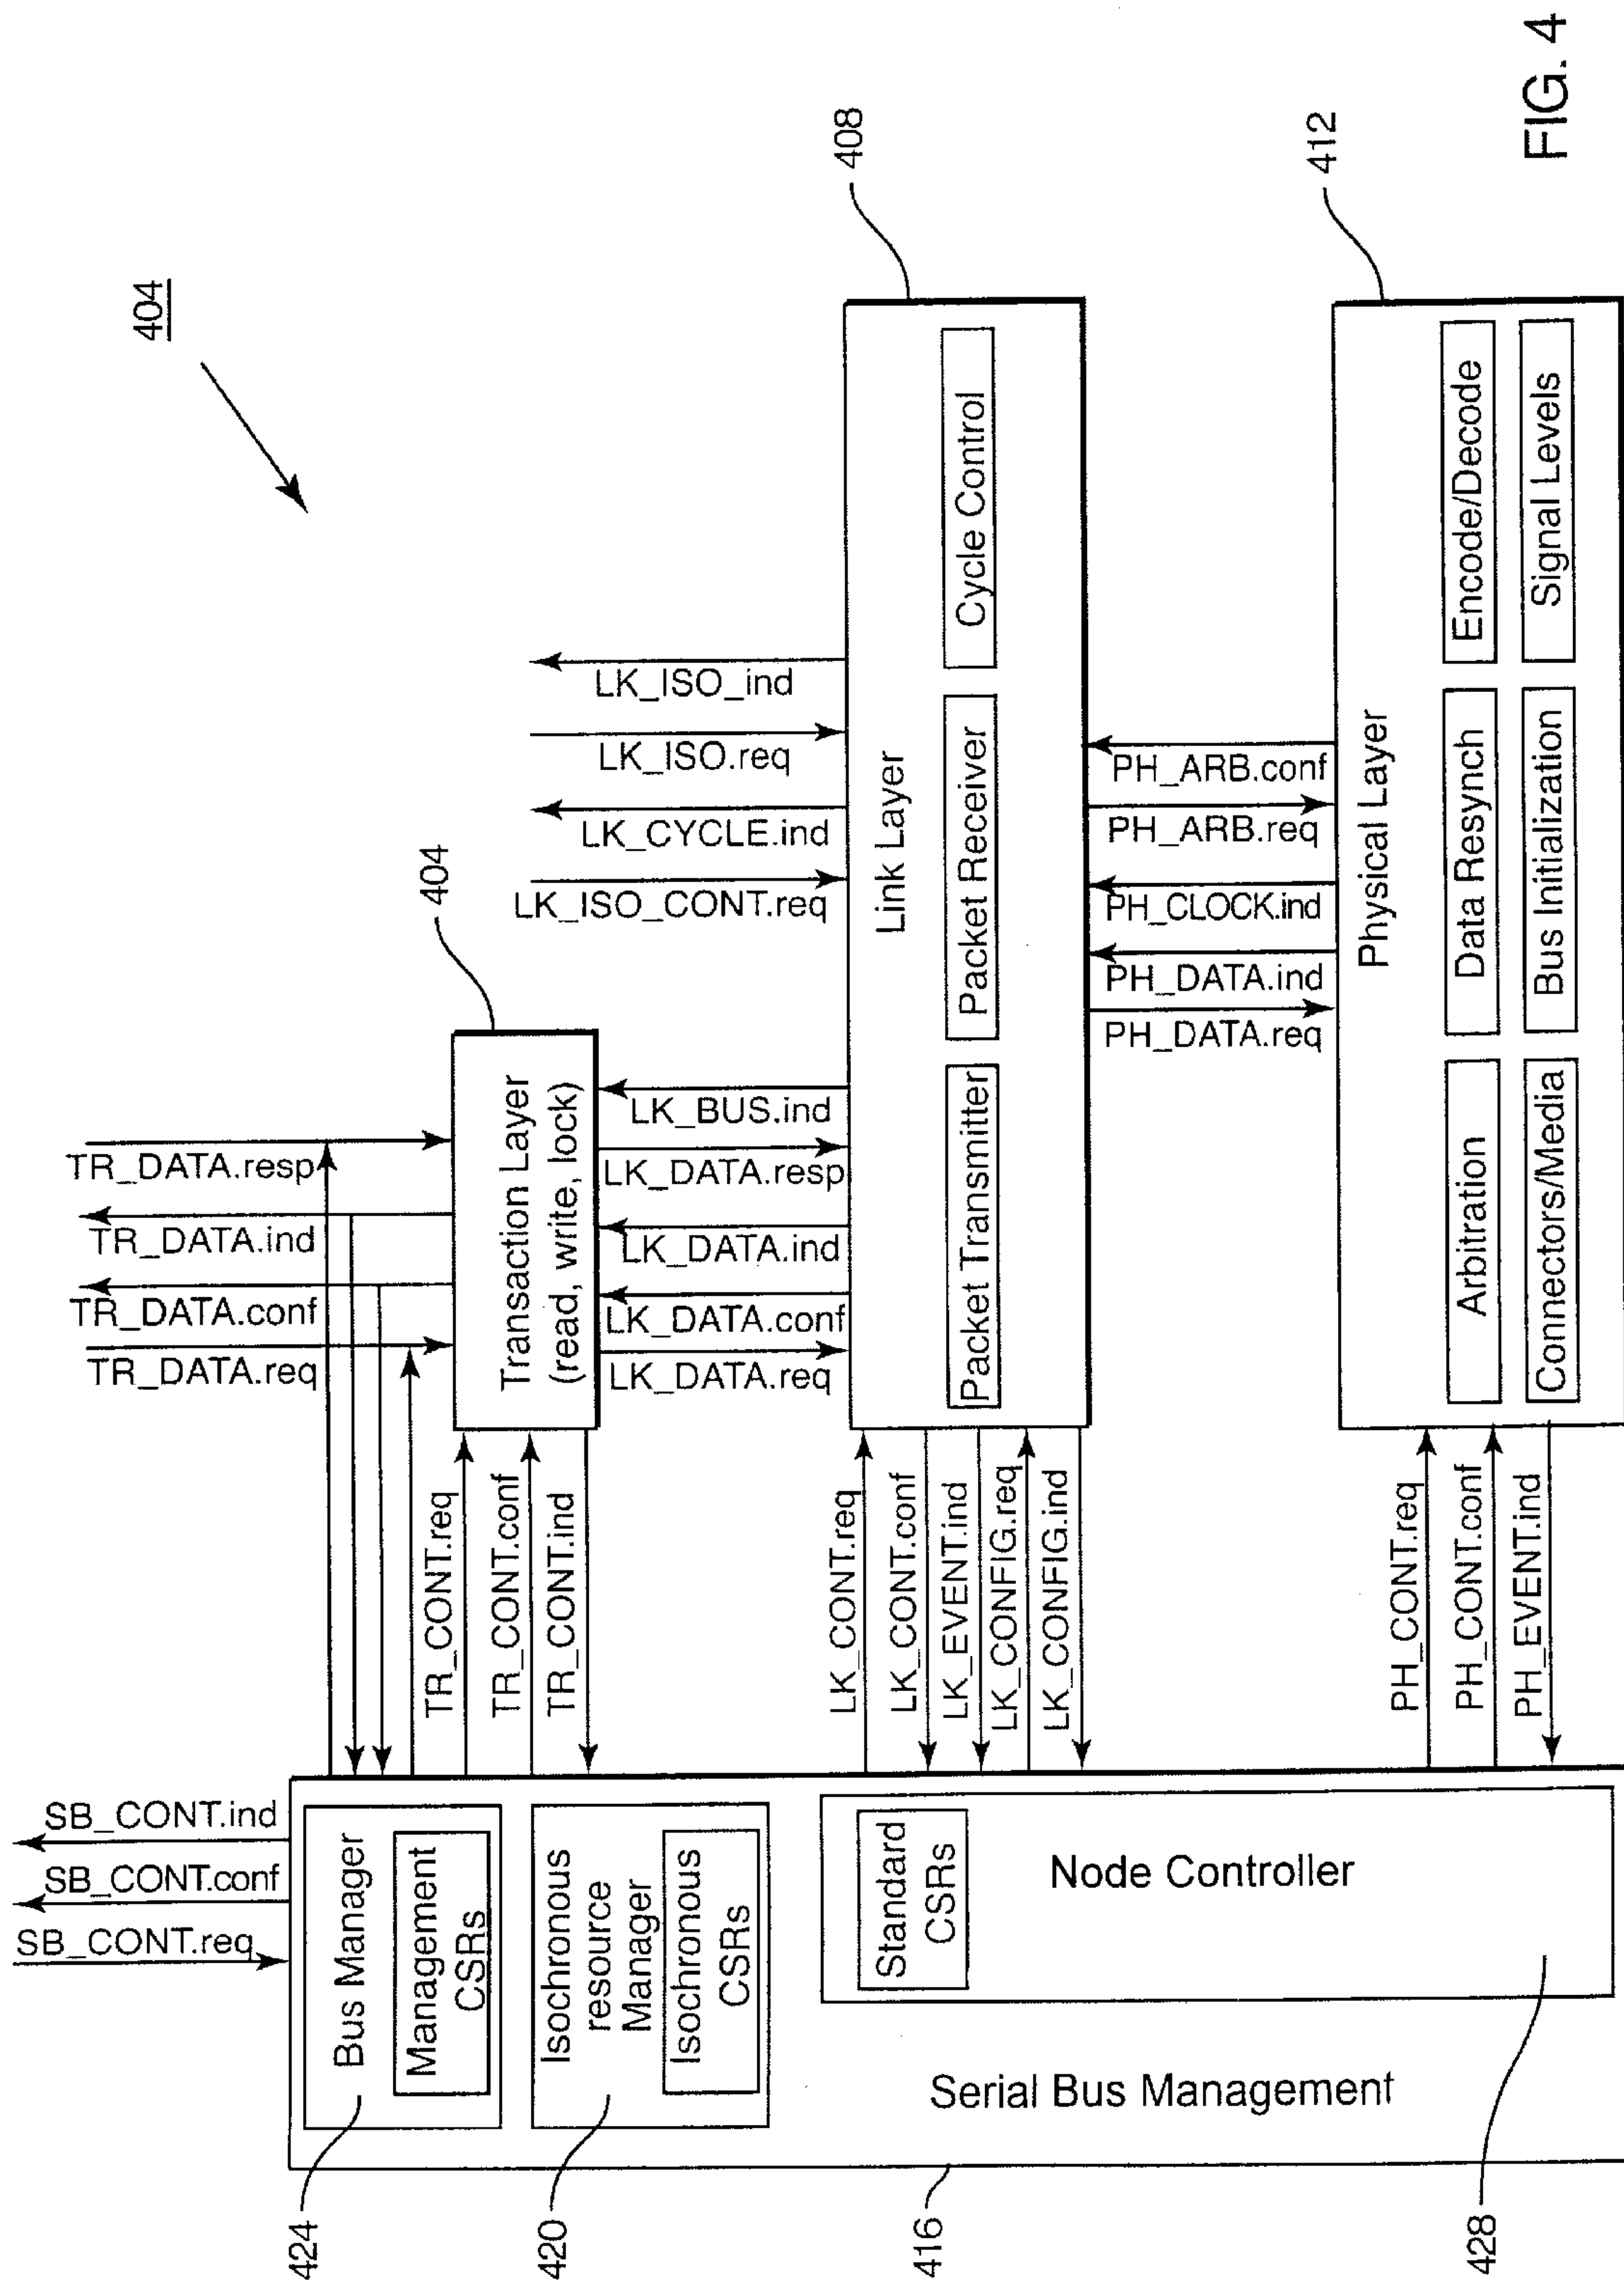 404
SB_CONT.req
SB_CONT.conf
SB_CONT.ind
TR_DATA.req
TR_DATA.conf
TR_DATA.ind
TR_DATA.resp
424
Bus Manager
Management
CSRs
420
Isochronous
resource
Manager
Isochronous
CSRs
416
Serial Bus Management
Standard
CSRs
Node Controller
428
TR_CONT.req
TR_CONT.conf
TR_CONT.ind
404
Transaction Layer
(read, write, lock)
LK_DATA.req
LK_DATA.conf
LK_DATA.ind
LK_DATA.resp
LK_BUS.ind
LK_ISO_CONT.req
LK_CYCLE.ind
LK_ISO.req
LK_ISO_ind
LK_CONT.req
LK_CONT.conf
LK_EVENT.ind
LK_CONFIG.req
LK_CONFIG.ind
408
Link Layer
Packet Transmitter
Packet Receiver
Cycle Control
PH_DATA.req
PH_DATA.ind
PH_CLOCK.ind
PH_ARB.req
PH_ARB.conf
PH_CONT.req
PH_CONT.conf
PH_EVENT.ind
412
Physical Layer
Arbitration
Data Resynch
Encode/Decode
Connectors/Media
Bus Initialization
Signal Levels
FIG. 4